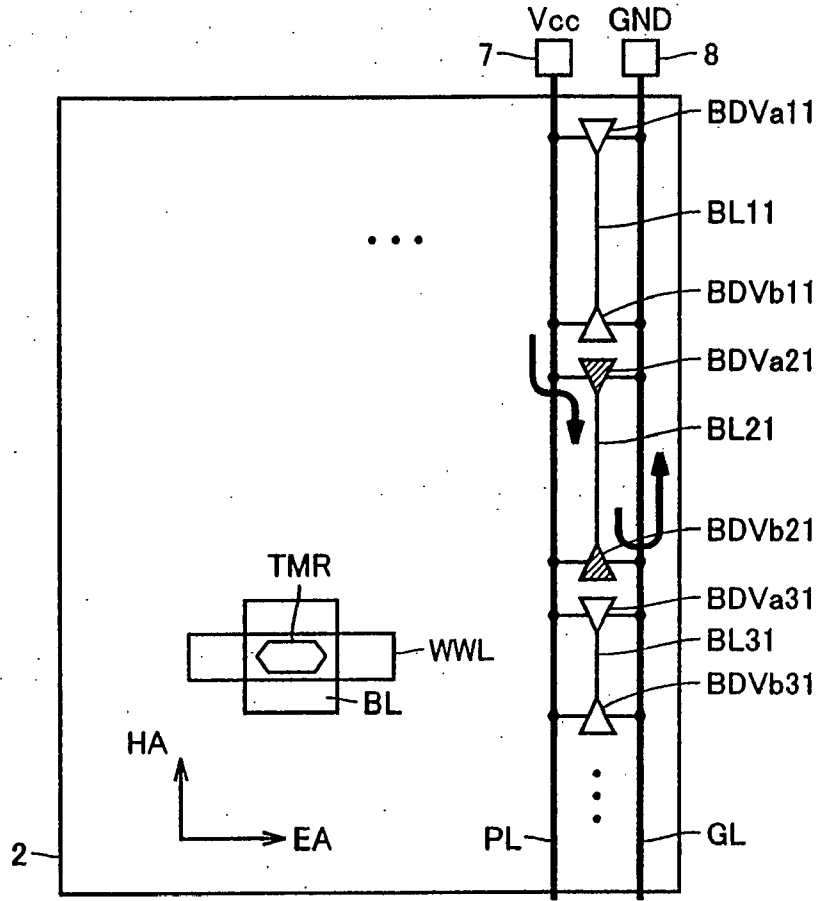 Vcc GND
7 8
BDVa11
BL11
BDVb11
BDVa21
BL21
BDVb21
BDVa31
BL31
BDVb31
TMR
WWL
BL
HA
EA
2
PL GL